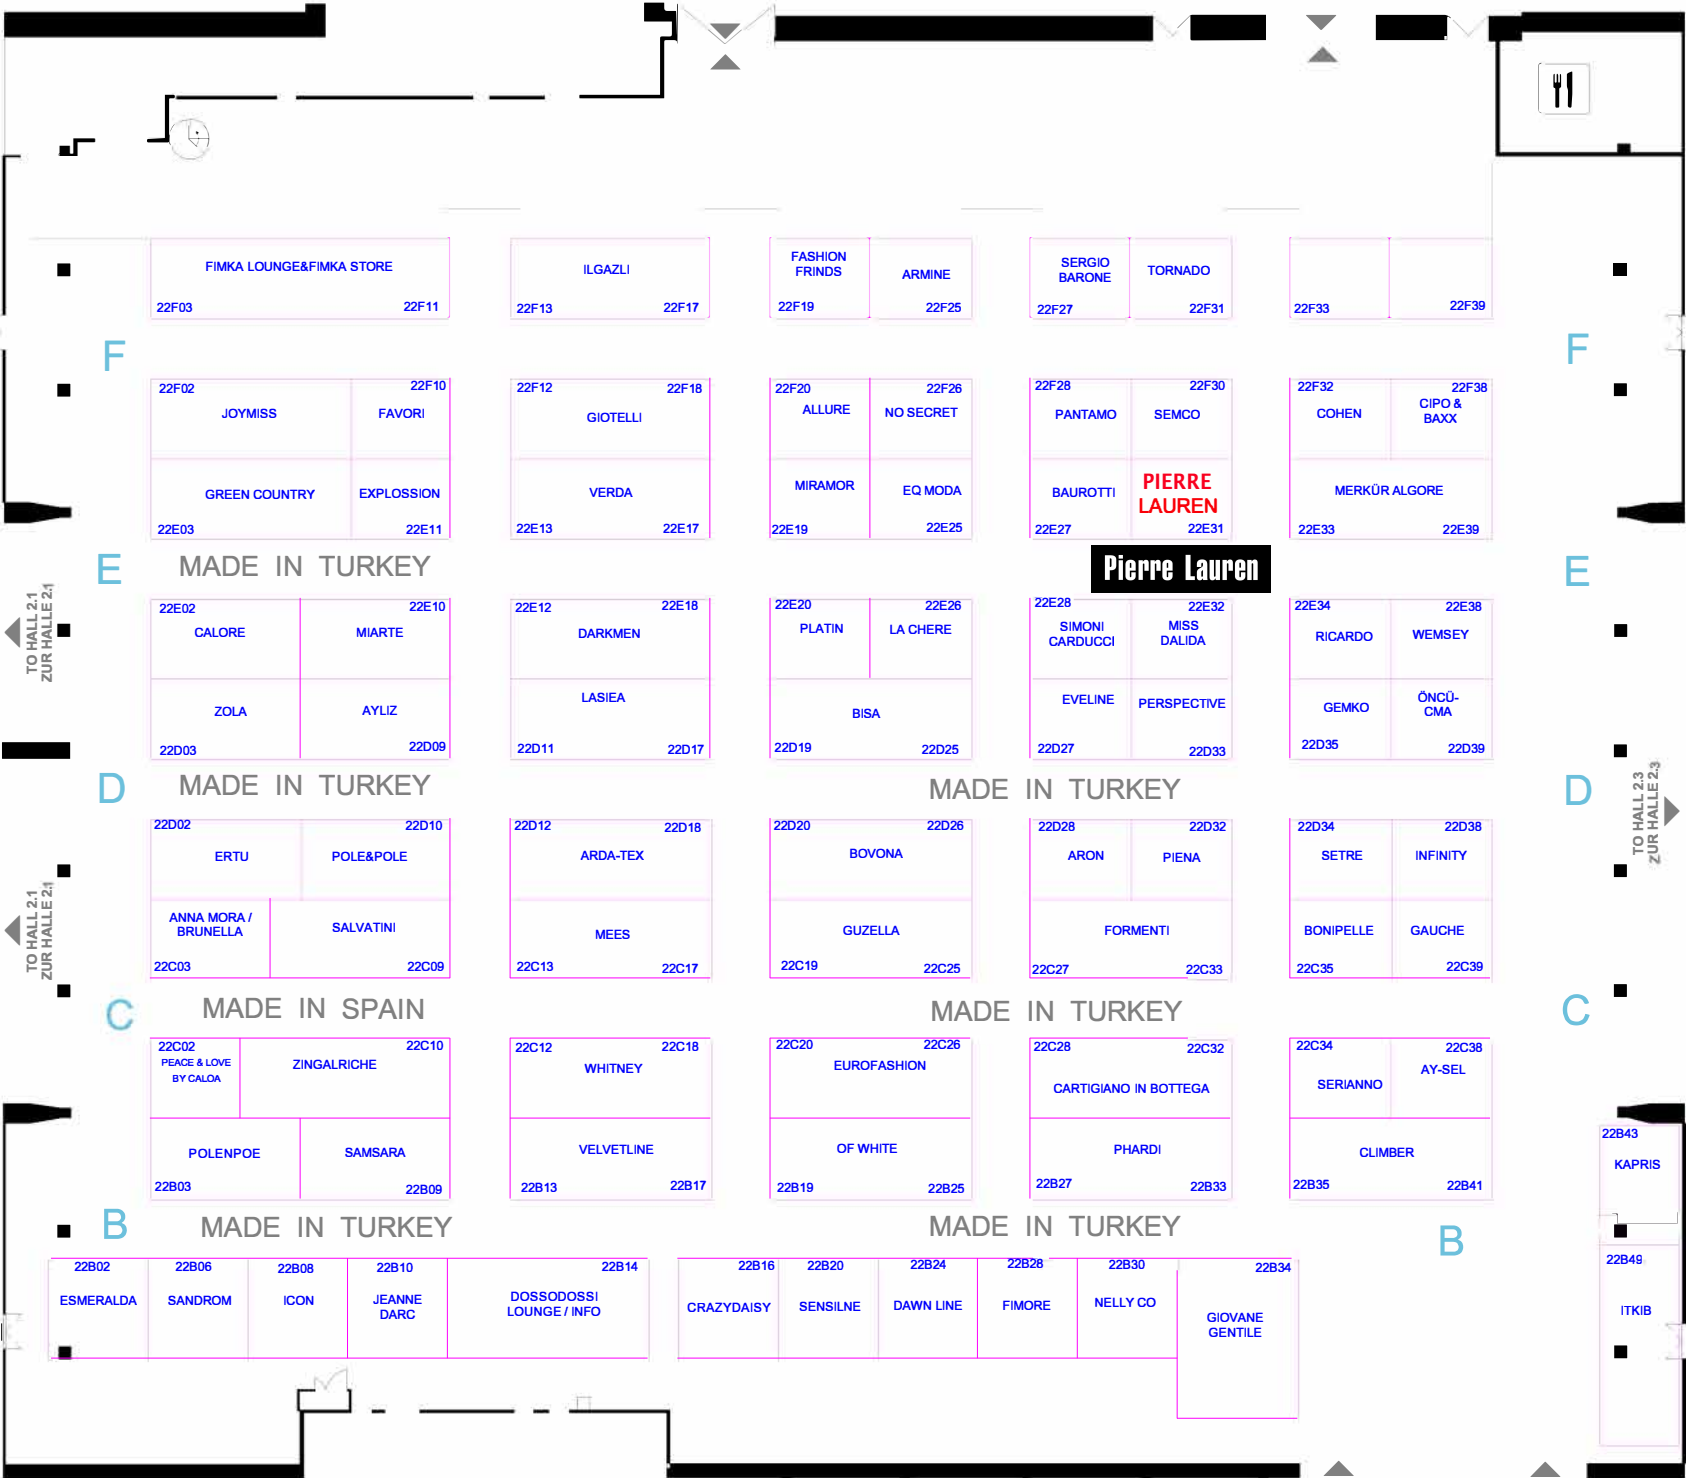 FIMKA LOUNGE&FIMKA STORE
22F03
22F11
ILGAZLI
22F13
22F17
FASHION
FRINDS
22F19
ARMINE
22F25
SERGIO
BARONE
22F27
TORNADO
22F31
22F33
22F39
F
F
22F02
JOYMISS
22F10
FAVORI
22F12
22F18
GIOTELLI
22F20
ALLURE
22F26
NO SECRET
22F28
PANTAMO
22F30
SEMCO
22F32
COHEN
22F38
CIPO &
BAXX
GREEN COUNTRY
22E03
EXPLOSSION
22E11
VERDA
22E13
22E17
MIRAMOR
22E19
EQ MODA
22E25
BAUROTTI
22E27
PIERRE
LAUREN
22E31
MERKÜR ALGORE
22E33
22E39
E
MADE IN TURKEY
Pierre Lauren
E
TO HALL 2.1
ZUR HALLE 2.1
22E02
CALORE
22E10
MIARTE
22E12
22E18
DARKMEN
22E20
PLATIN
22E26
LA CHERE
22E28
SIMONI
CARDUCCI
22E32
MISS
DALIDA
22E34
RICARDO
22E38
WEMSEY
ZOLA
22D03
AYLIZ
22D09
LASIEA
22D11
22D17
BISA
22D19
22D25
EVELINE
22D27
PERSPECTIVE
22D33
GEMKO
22D35
ÖNCÜ-
CMA
22D39
D
MADE IN TURKEY
MADE IN TURKEY
D
TO HALL 2.3
ZUR HALLE 2.3
22D02
ERTU
22D10
POLE&POLE
22D12
22D18
ARDA-TEX
22D20
22D26
BOVONA
22D28
ARON
22D32
PIENA
22D34
SETRE
22D38
INFINITY
TO HALL 2.1
ZUR HALLE 2.1
ANNA MORA /
BRUNELLA
22C03
SALVATINI
22C09
MEES
22C13
22C17
GUZELLA
22C19
22C25
FORMENTI
22C27
22C33
BONIPELLE
22C35
GAUCHE
22C39
C
MADE IN SPAIN
MADE IN TURKEY
C
22C02
PEACE & LOVE
BY CALOA
22C10
ZINGALRICHE
22C12
22C18
WHITNEY
22C20
22C26
EUROFASHION
22C28
22C32
CARTIGIANO IN BOTTEGA
22C34
SERIANNO
22C38
AY-SEL
POLENPOE
22B03
SAMSARA
22B09
VELVETLINE
22B13
22B17
OF WHITE
22B19
22B25
PHARDI
22B27
22B33
CLIMBER
22B35
22B41
22B43
KAPRIS
B
MADE IN TURKEY
MADE IN TURKEY
B
22B02
ESMERALDA
22B06
SANDROM
22B08
ICON
22B10
JEANNE
DARC
22B14
DOSSODOSSI
LOUNGE / INFO
22B16
CRAZYDAISY
22B20
SENSILNE
22B24
DAWN LINE
22B28
FIMORE
22B30
NELLY CO
22B34
GIOVANE
GENTILE
22B49
ITKIB